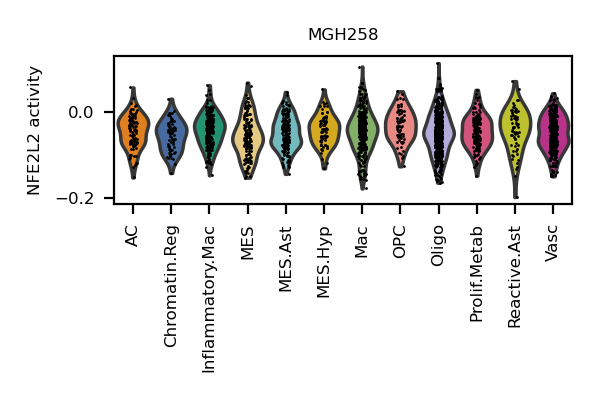 MGH258
NFE2L2 activity
0.0
−0.2
AC
Chromatin.Reg
Inflammatory.Mac
MES
MES.Ast
MES.Hyp
Mac
OPC
Oligo
Prolif.Metab
Reactive.Ast
Vasc